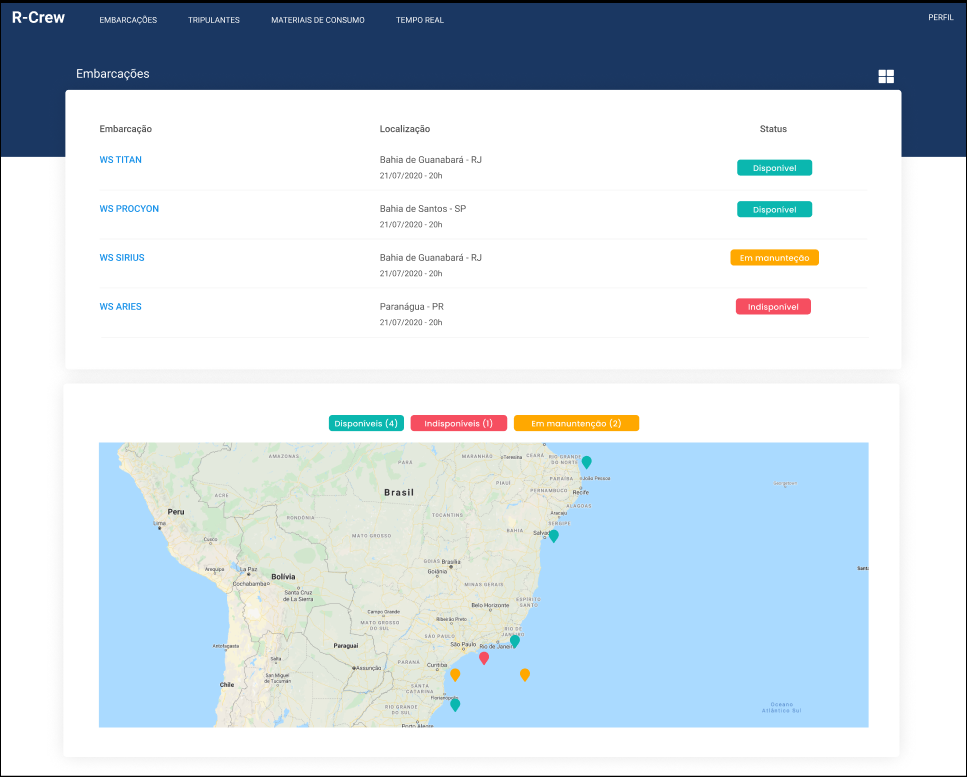 R-Crew
EMBARCAÇÕES
TRIPULANTES
MATERIAIS DE CONSUMO
TEMPO REAL
PERFIL
Embarcações
Embarcação
Localização
Status
WS TITAN
Bahia de Guanabará - RJ
21/07/2020 - 20h
Disponível
WS PROCYON
Bahia de Santos - SP
21/07/2020 - 20h
Disponível
WS SIRIUS
Bahia de Guanabará - RJ
21/07/2020 - 20h
Em manunteção
WS ARIES
Paranágua - PR
21/07/2020 - 20h
Indisponível
Disponíveis (4)
Indisponíveis (1)
Em manuntenção (2)
AMAZONAS
PARÁ
MARANHÃO
Teresina
CEARÁ
RIO GRANDE
DO NORTE
Brasil
PARAÍBA
João Pessoa
PIAUÍ
PERNAMBUCO
Recife
ACRE
ALAGOAS
Peru
RONDÔNIA
TOCANTINS
Aracaju
SERGIPE
Lima
MATO GROSSO
BAHIA
Salvador
Cusco
GOIÁS
Brasília
Arequipa
La Paz
Goiânia
Bolívia
Cochabamba
MINAS GERAIS
Santa Cruz
de La Sierra
ESPÍRITO
SANTO
Belo Horizonte
Campo Grande
MATO GROSSO
DO SUL
Ribeirão Preto
RIO DE
JANEIRO
SÃO PAULO
Antofagasta
Paraguai
São Paulo
Rio de Janeiro
Salta
PARANÁ
Curitiba
Assunção
San Miguel
de Tucumán
Chile
SANTA
CATARINA
Florianópolis
RIO GRANDE
DO SUL
Porto Alegre
Santa
Oceano
Atlântico Sul